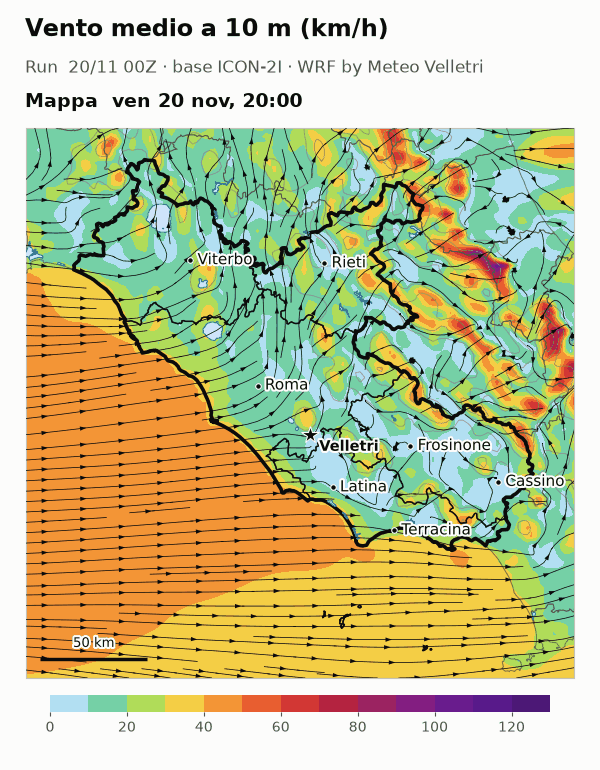 Vento medio a 10 m (km/h)
Run  20/11 00Z · base ICON-2I · WRF by Meteo Velletri
Mappa  ven 20 nov, 20:00
Viterbo
Rieti
Roma
Velletri
Frosinone
Latina
Cassino
Terracina
50 km
0 20 40 60 80 100 120